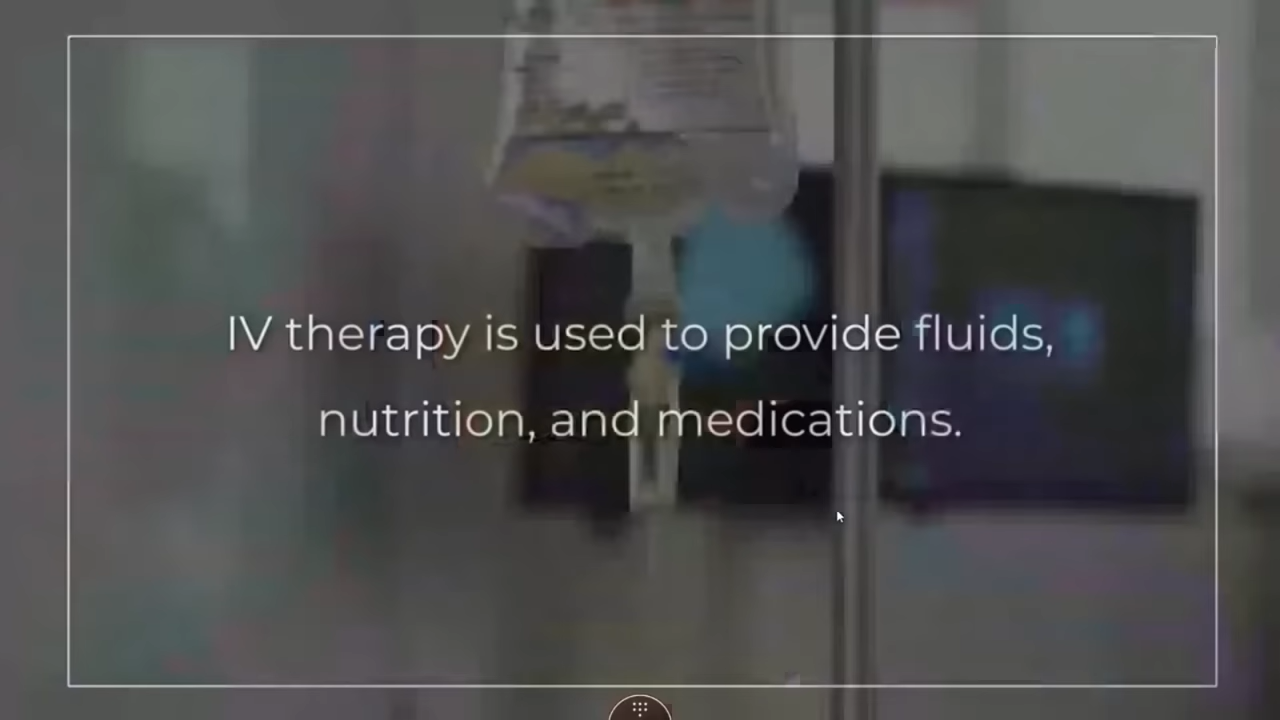 IV therapy is used to provide fluids,
nutrition, and medications.